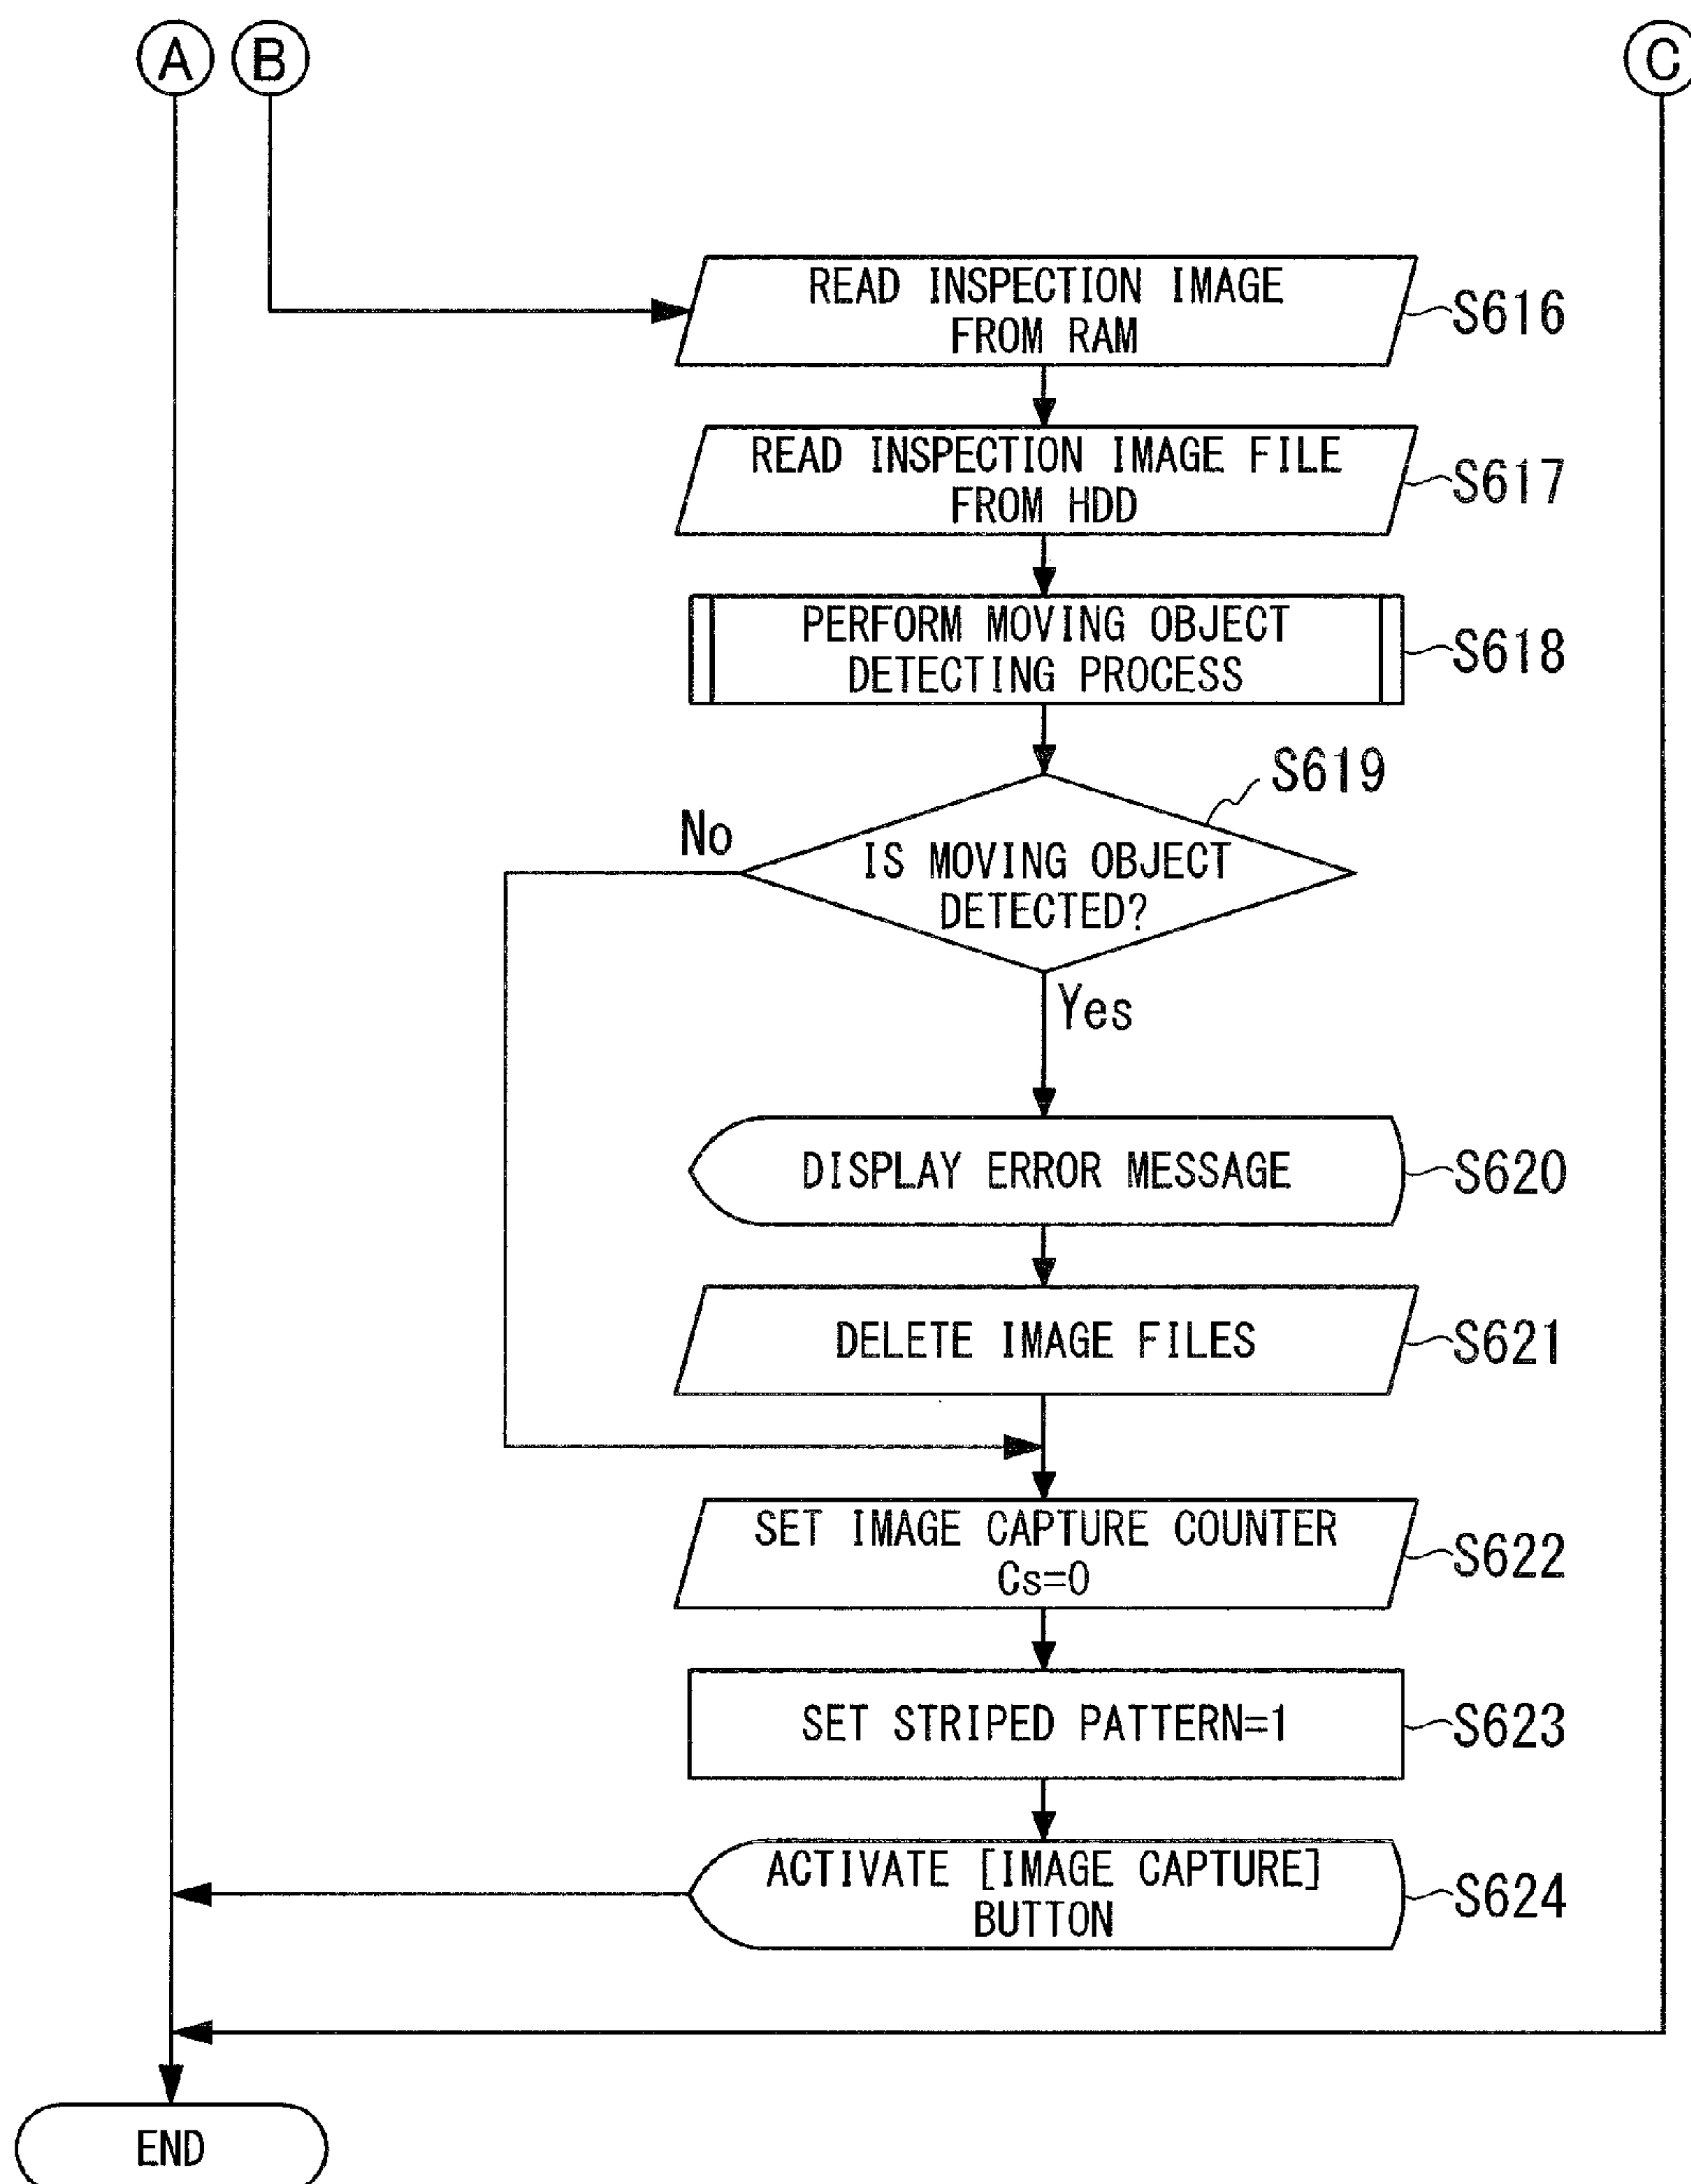 A
B
C
READ INSPECTION IMAGE
FROM RAM
S616
READ INSPECTION IMAGE FILE
FROM HDD
S617
PERFORM MOVING OBJECT
DETECTING PROCESS
S618
S619
No
IS MOVING OBJECT
DETECTED?
Yes
DISPLAY ERROR MESSAGE
S620
DELETE IMAGE FILES
S621
SET IMAGE CAPTURE COUNTER
Cs=0
S622
SET STRIPED PATTERN=1
S623
ACTIVATE [IMAGE CAPTURE]
BUTTON
S624
END